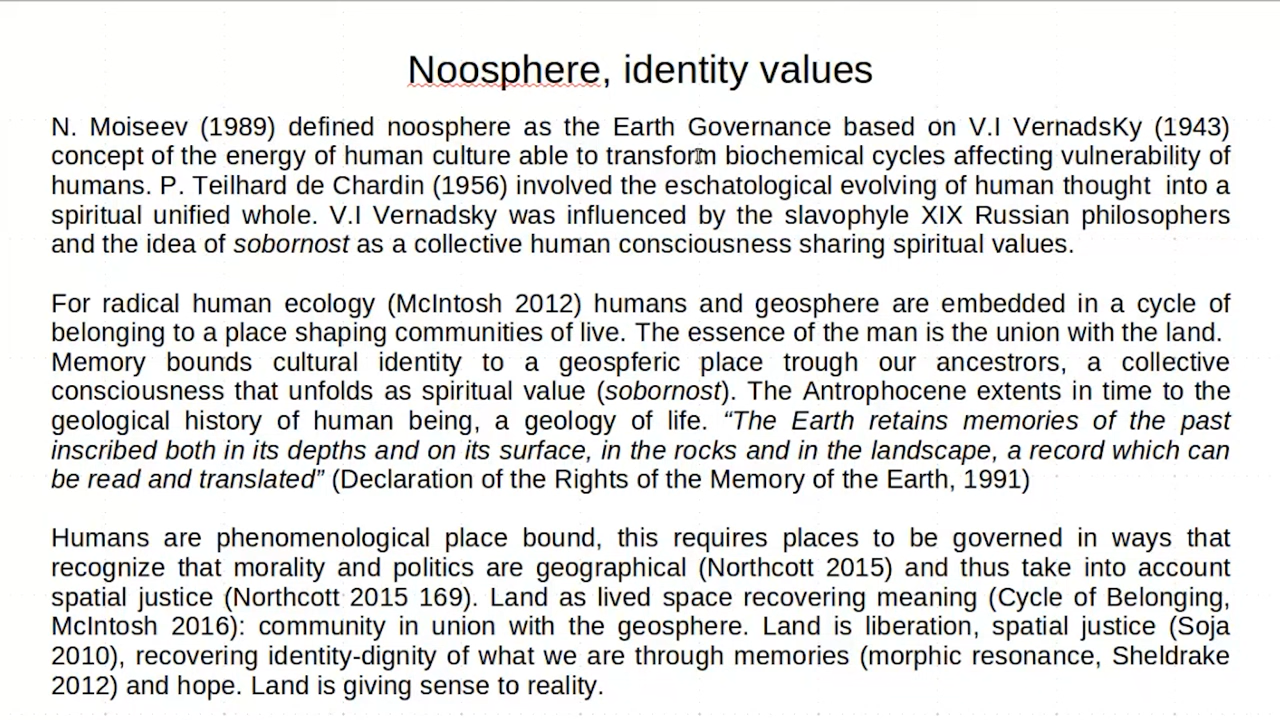 Noosphere, identity values
N. Moiseev (1989) defined noosphere as the Earth Governance based on V.I VernadsKy (1943)
concept of the energy of human culture able to transform biochemical cycles affecting vulnerability of
humans. P. Teilhard de Chardin (1956) involved the eschatological evolving of human thought  into a
spiritual unified whole. V.I Vernadsky was influenced by the slavophyle XIX Russian philosophers
and the idea of sobornost as a collective human consciousness sharing spiritual values.
For radical human ecology (McIntosh 2012) humans and geosphere are embedded in a cycle of
belonging to a place shaping communities of live. The essence of the man is the union with the land.
Memory bounds cultural identity to a geospferic place trough our ancestrors, a collective
consciousness that unfolds as spiritual value (sobornost). The Antrophocene extents in time to the
geological history of human being, a geology of life. “The Earth retains memories of the past
inscribed both in its depths and on its surface, in the rocks and in the landscape, a record which can
be read and translated” (Declaration of the Rights of the Memory of the Earth, 1991)
Humans are phenomenological place bound, this requires places to be governed in ways that
recognize that morality and politics are geographical (Northcott 2015) and thus take into account
spatial justice (Northcott 2015 169). Land as lived space recovering meaning (Cycle of Belonging,
McIntosh 2016): community in union with the geosphere. Land is liberation, spatial justice (Soja
2010), recovering identity-dignity of what we are through memories (morphic resonance, Sheldrake
2012) and hope. Land is giving sense to reality.